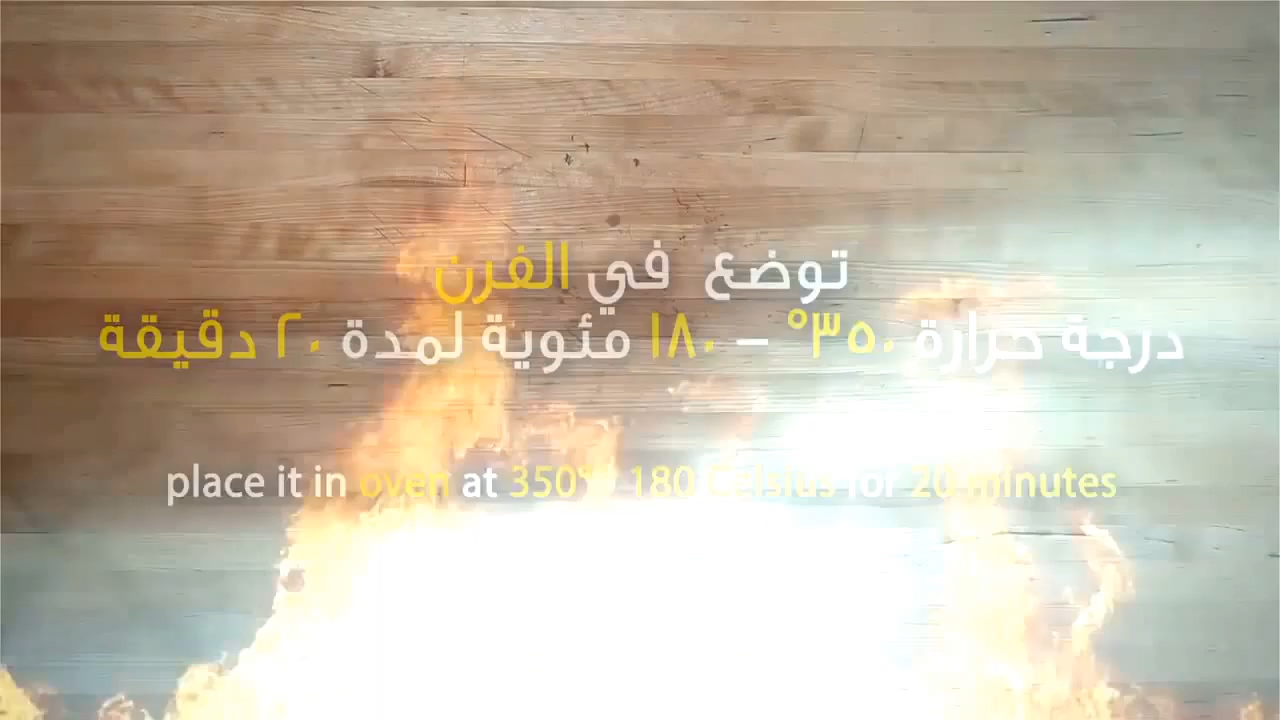 توضع في الفرن
درجة حرارة ٣٥٠° – ١٨٠ مئوية لمدة ٢٠ دقيقة
place it in oven at 350° / 180 Celsius for 20 minutes